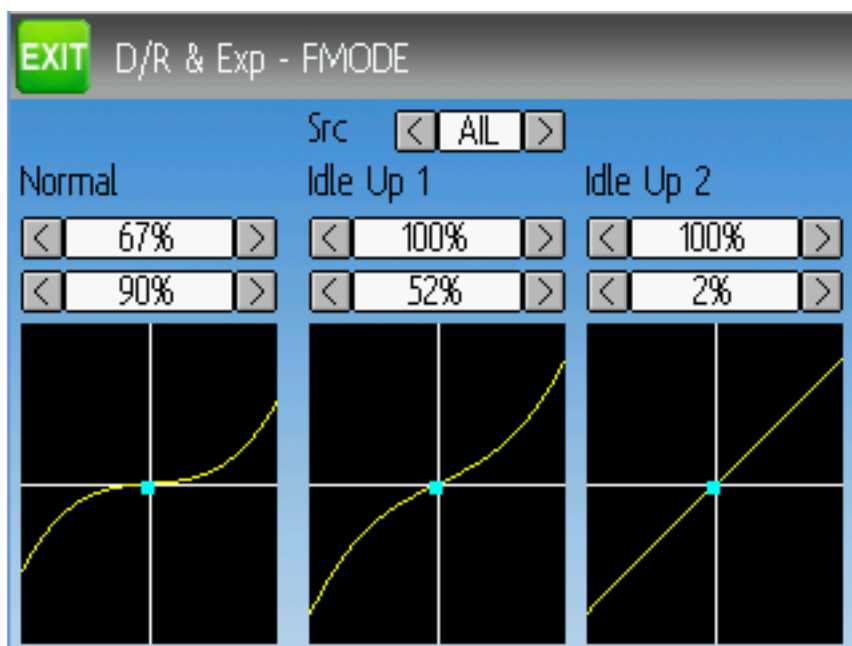 EXIT D/R & Exp - FMODE
Src < AIL >
Normal Idle Up 1 Idle Up 2
< 67% > < 100% > < 100% >
< 90% > < 52% > < 2% >